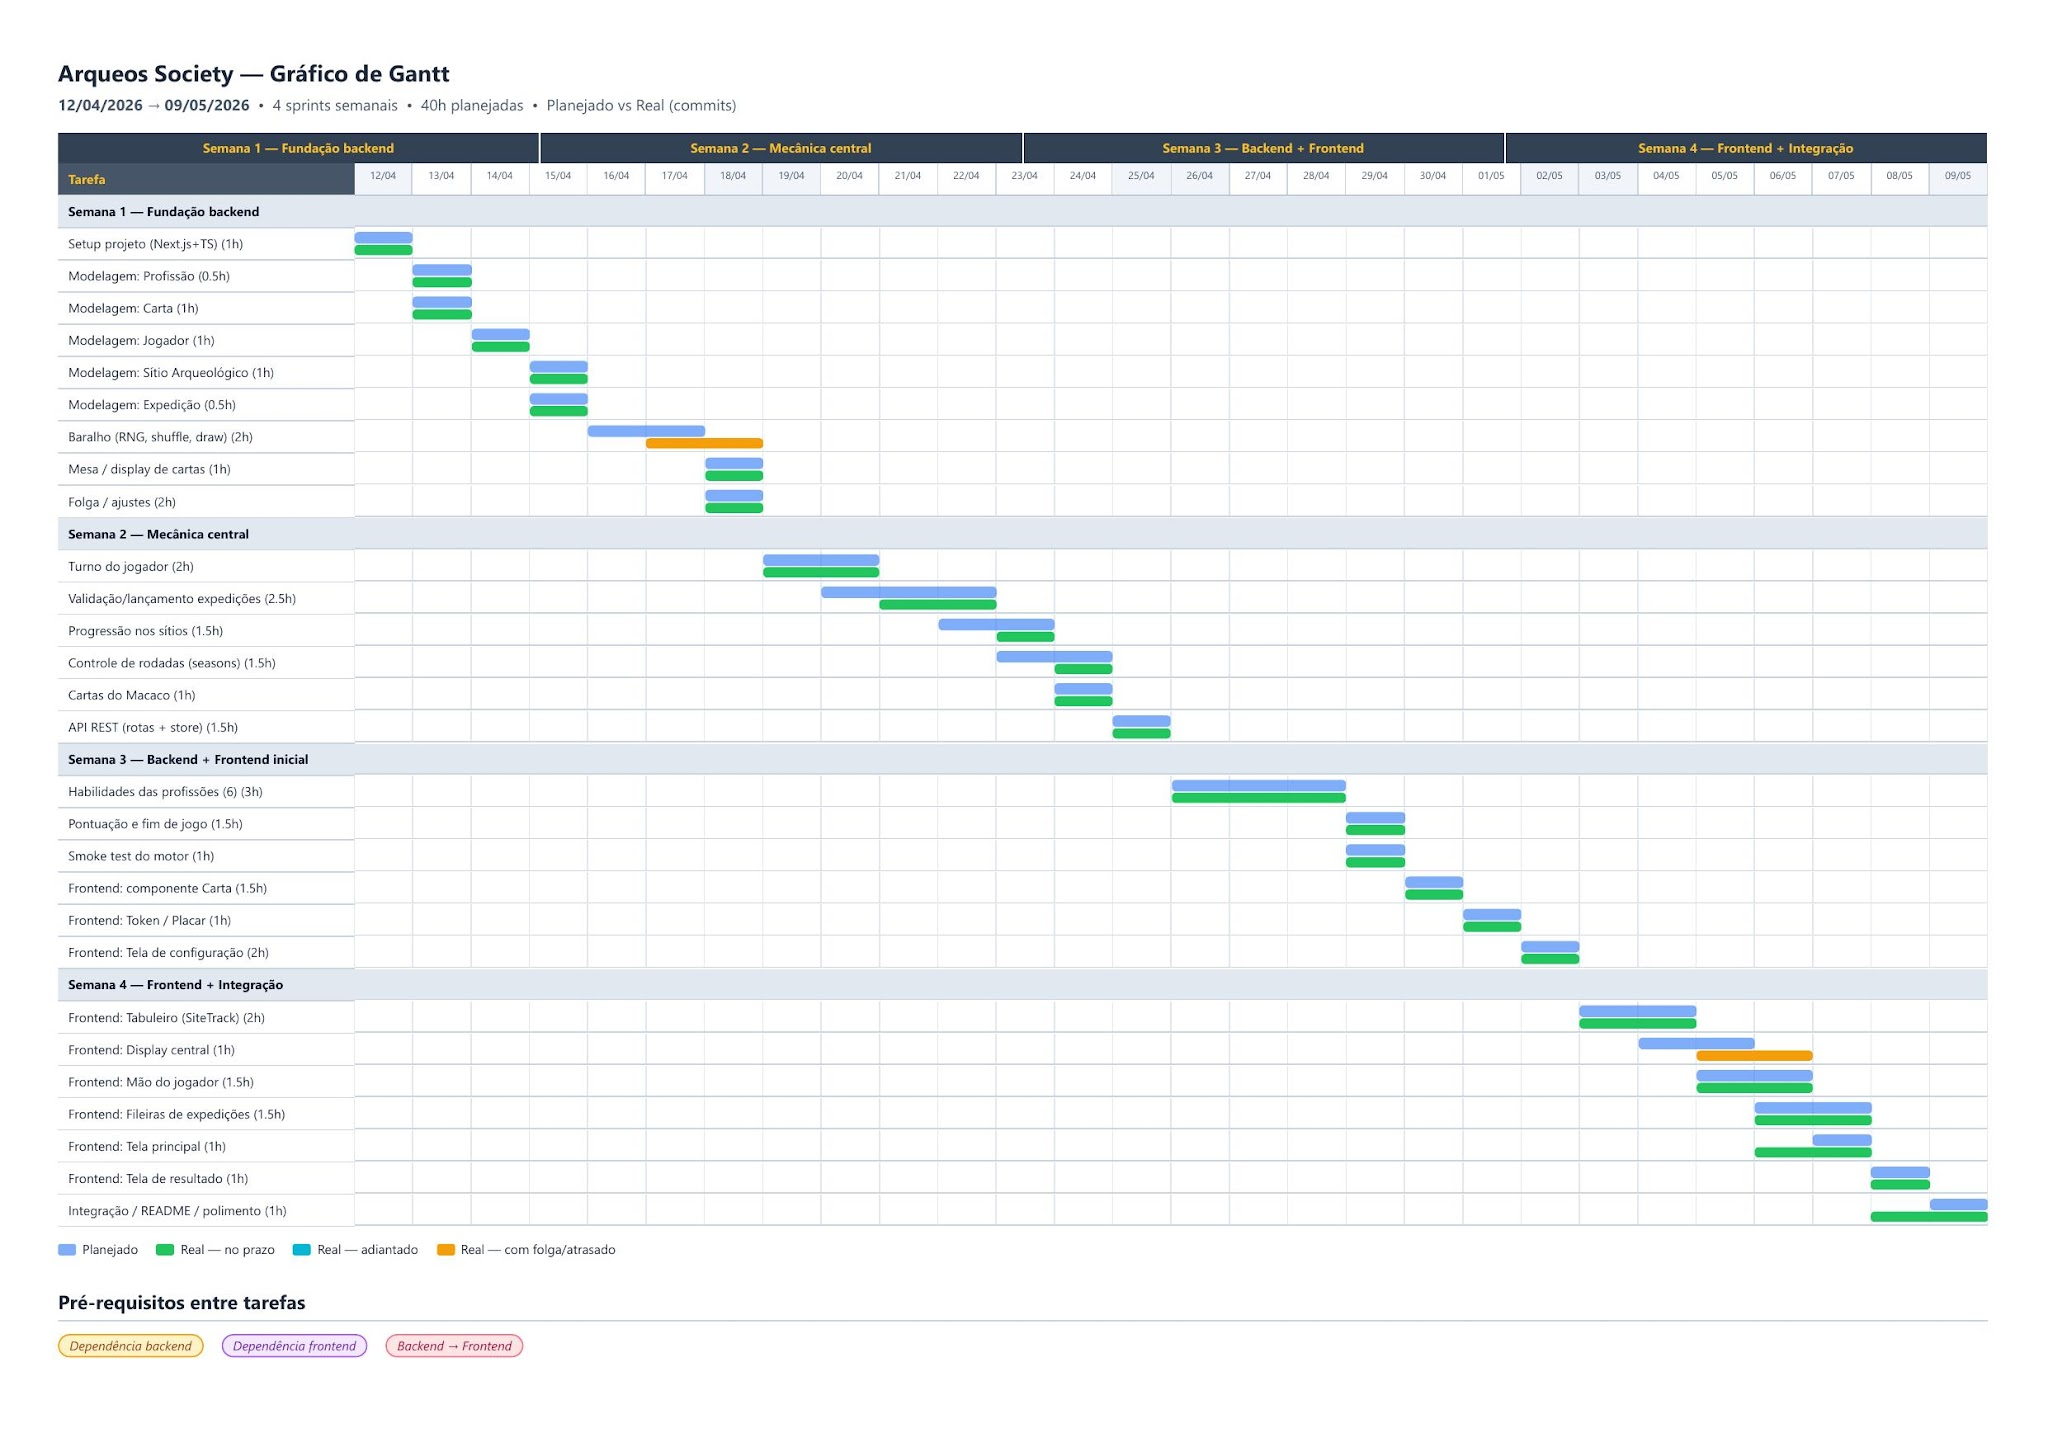 Arqueos Society — Gráfico de Gantt
12/04/2026 → 09/05/2026 • 4 sprints semanais • 40h planejadas • Planejado vs Real (commits)
Semana 1 — Fundação backend Semana 2 — Mecânica central Semana 3 — Backend + Frontend Semana 4 — Frontend + Integração
Tarefa 12/04 13/04 14/04 15/04 16/04 17/04 18/04 19/04 20/04 21/04 22/04 23/04 24/04 25/04 26/04 27/04 28/04 29/04 30/04 01/05 02/05 03/05 04/05 05/05 06/05 07/05 08/05 09/05
Semana 1 — Fundação backend
Setup projeto (Next.js+TS) (1h)
Modelagem: Profissão (0.5h)
Modelagem: Carta (1h)
Modelagem: Jogador (1h)
Modelagem: Sítio Arqueológico (1h)
Modelagem: Expedição (0.5h)
Baralho (RNG, shuffle, draw) (2h)
Mesa / display de cartas (1h)
Folga / ajustes (2h)
Semana 2 — Mecânica central
Turno do jogador (2h)
Validação/lançamento expedições (2.5h)
Progressão nos sítios (1.5h)
Controle de rodadas (seasons) (1.5h)
Cartas do Macaco (1h)
API REST (rotas + store) (1.5h)
Semana 3 — Backend + Frontend inicial
Habilidades das profissões (6) (3h)
Pontuação e fim de jogo (1.5h)
Smoke test do motor (1h)
Frontend: componente Carta (1.5h)
Frontend: Token / Placar (1h)
Frontend: Tela de configuração (2h)
Semana 4 — Frontend + Integração
Frontend: Tabuleiro (SiteTrack) (2h)
Frontend: Display central (1h)
Frontend: Mão do jogador (1.5h)
Frontend: Fileiras de expedições (1.5h)
Frontend: Tela principal (1h)
Frontend: Tela de resultado (1h)
Integração / README / polimento (1h)
Planejado Real — no prazo Real — adiantado Real — com folga/atrasado
Pré-requisitos entre tarefas
Dependência backend Dependência frontend Backend → Frontend